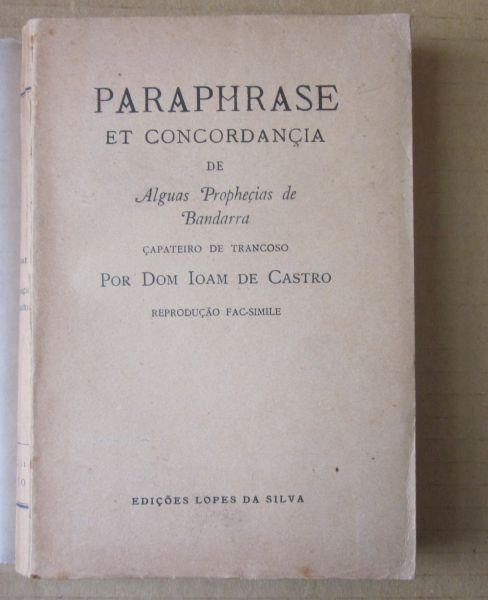 PARAPHRASE
ET CONCORDANÇIA
DE
Alguas Propheçias de
Bandarra
ÇAPATEIRO DE TRANCOSO
POR DOM IOAM DE CASTRO
REPRODUÇÃO FAC-SIMILE
EDIÇÕES LOPES DA SILVA